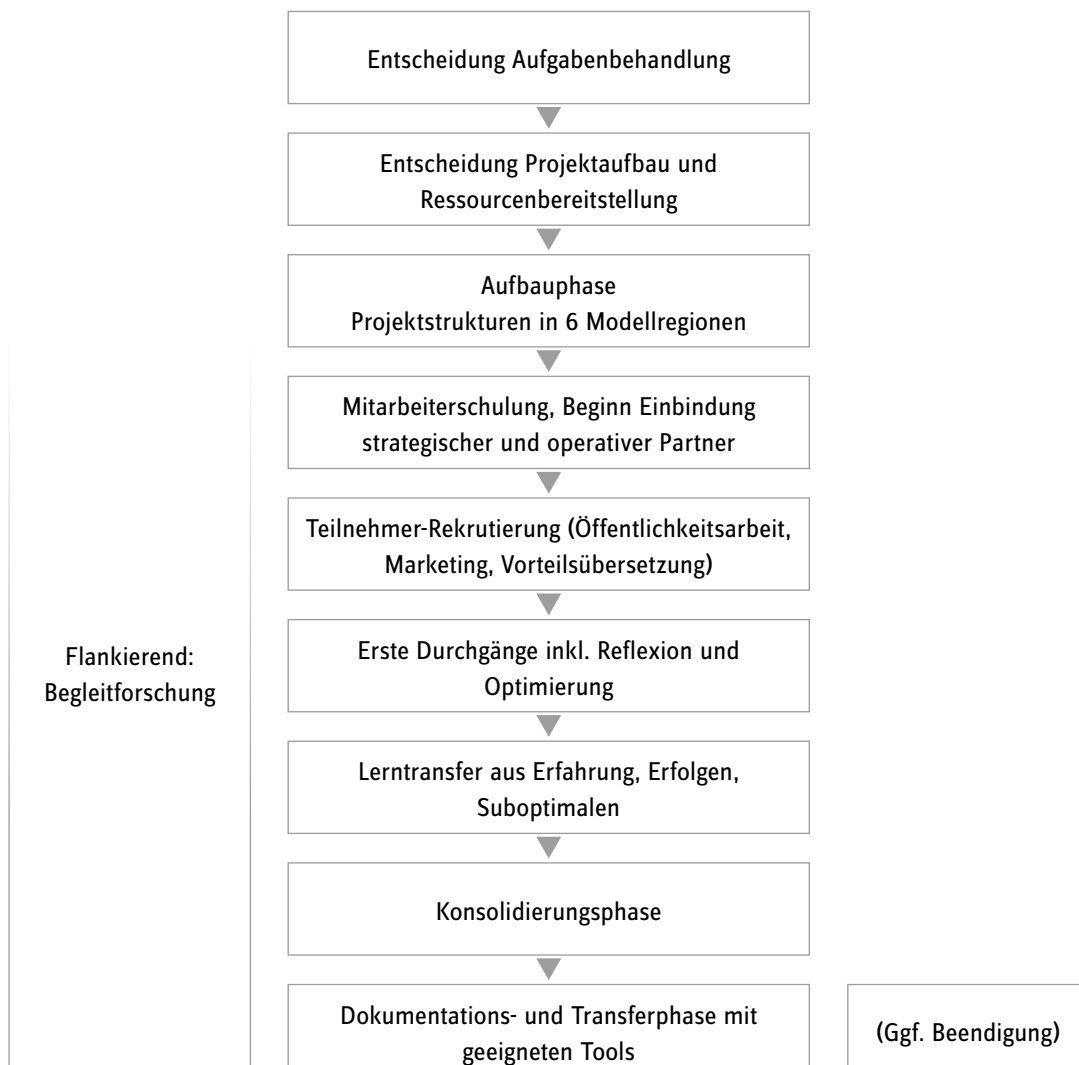 Entscheidung Aufgabenbehandlung
Entscheidung Projektaufbau und
Ressourcenbereitstellung
Aufbauphase
Projektstrukturen in 6 Modellregionen
Mitarbeiterschulung, Beginn Einbindung
strategischer und operativer Partner
Teilnehmer-Rekrutierung (Öffentlichkeitsarbeit,
Marketing, Vorteilsübersetzung)
Flankierend:
Begleitforschung
Erste Durchgänge inkl. Reflexion und
Optimierung
Lerntransfer aus Erfahrung, Erfolgen,
Suboptimalen
Konsolidierungsphase
Dokumentations- und Transferphase mit
geeigneten Tools
(Ggf. Beendigung)